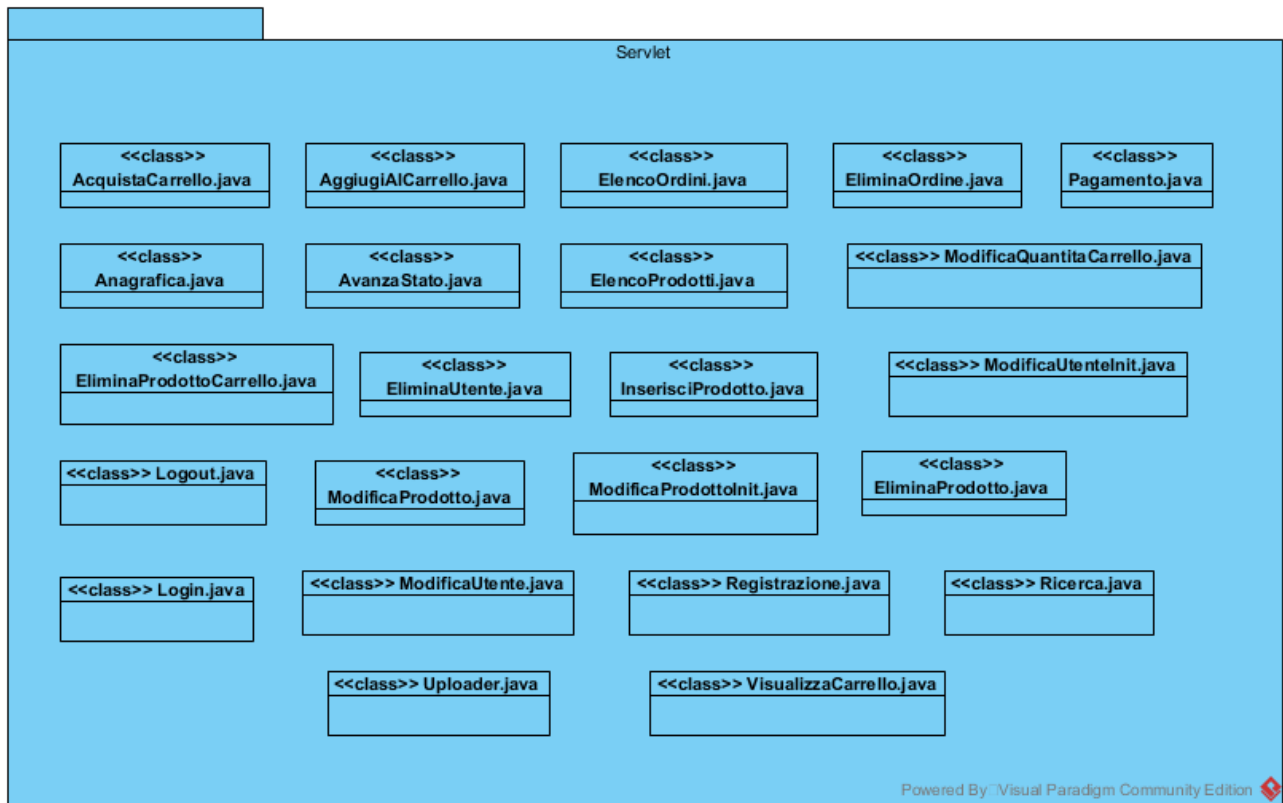 Servlet
<<class>>
AcquistaCarrello.java
<<class>>
AggiugiAlCarrello.java
<<class>>
ElencoOrdini.java
<<class>>
EliminaOrdine.java
<<class>>
Pagamento.java
<<class>>
Anagrafica.java
<<class>>
AvanzaStato.java
<<class>>
ElencoProdotti.java
<<class>> ModificaQuantitaCarrello.java
<<class>>
EliminaProdottoCarrello.java
<<class>>
EliminaUtente.java
<<class>>
InserisciProdotto.java
<<class>> ModificaUtenteInit.java
<<class>> Logout.java
<<class>>
ModificaProdotto.java
<<class>>
ModificaProdottoInit.java
<<class>>
EliminaProdotto.java
<<class>> Login.java
<<class>> ModificaUtente.java
<<class>> Registrazione.java
<<class>> Ricerca.java
<<class>> Uploader.java
<<class>> VisualizzaCarrello.java
Powered By Visual Paradigm Community Edition